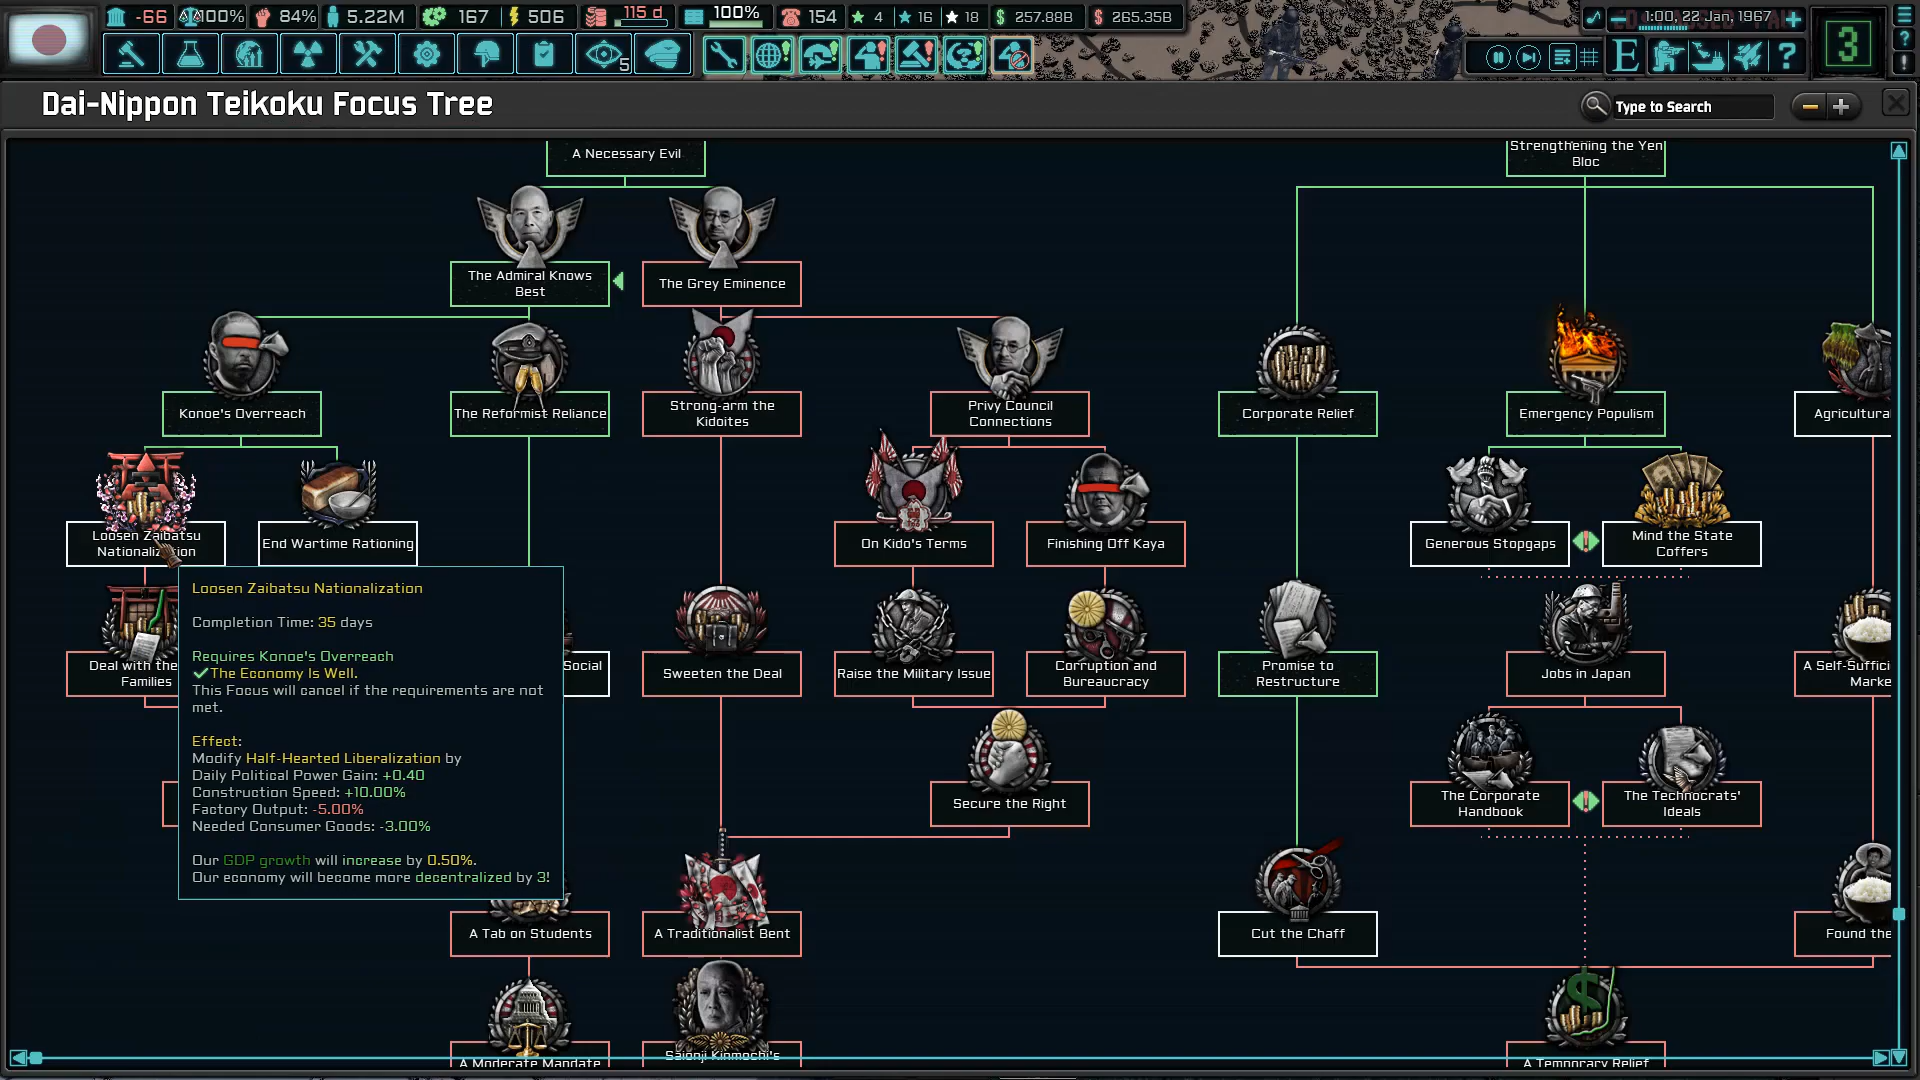 -66
100%
84%
5.22M
167
506
115 d
100%
154
4
16
18
257.88B
265.35B
1:00, 22 Jan, 1967
3
5
E
?
?
!
Dai-Nippon Teikoku Focus Tree
Type to Search
A Necessary Evil
Strengthening the Yen
Bloc
The Admiral Knows
Best
The Grey Eminence
Konoe's Overreach
The Reformist Reliance
Strong-arm the
Kidoites
Privy Council
Connections
Corporate Relief
Emergency Populism
Agricultural
Loosen Zaibatsu
Nationalization
End Wartime Rationing
On Kido's Terms
Finishing Off Kaya
Generous Stopgaps
Mind the State
Coffers
Loosen Zaibatsu Nationalization
Completion Time: 35 days
Requires Konoe's Overreach
The Economy Is Well.
This Focus will cancel if the requirements are not
met.
Effect:
Modify Half-Hearted Liberalization by
Daily Political Power Gain: +0.40
Construction Speed: +10.00%
Factory Output: -5.00%
Needed Consumer Goods: -3.00%
Our GDP growth will increase by 0.50%.
Our economy will become more decentralized by 3!
Deal with the
Families
Social
Sweeten the Deal
Raise the Military Issue
Corruption and
Bureaucracy
Promise to
Restructure
Jobs in Japan
A Self-Suffici
Marke
Secure the Right
The Corporate
Handbook
The Technocrats'
Ideals
A Tab on Students
A Traditionalist Bent
Cut the Chaff
Found the
A Moderate Mandate
Saionji Kinmochi's
A Temporary Relief